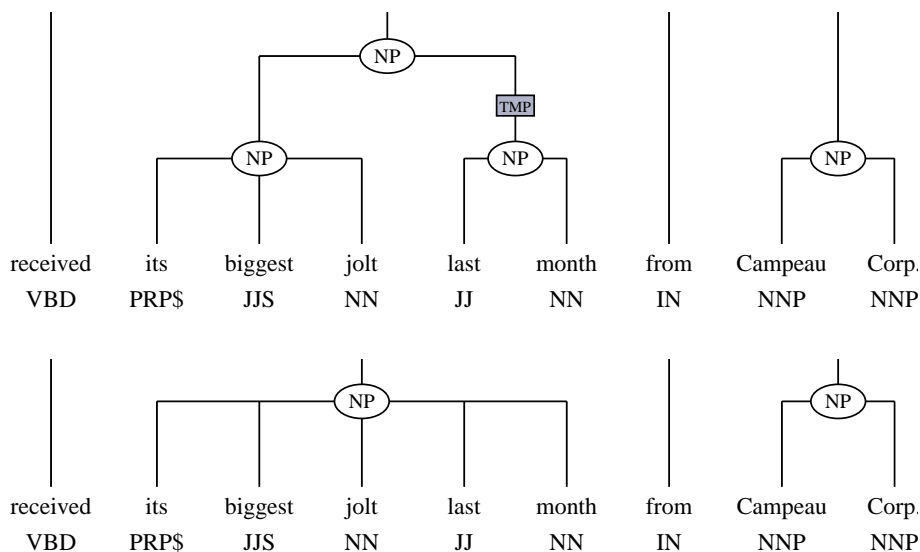 NP
TMP
NP NP NP
received its biggest jolt last month from Campeau Corp.
VBD PRP$ JJS NN JJ NN IN NNP NNP
NP NP
received its biggest jolt last month from Campeau Corp.
VBD PRP$ JJS NN JJ NN IN NNP NNP